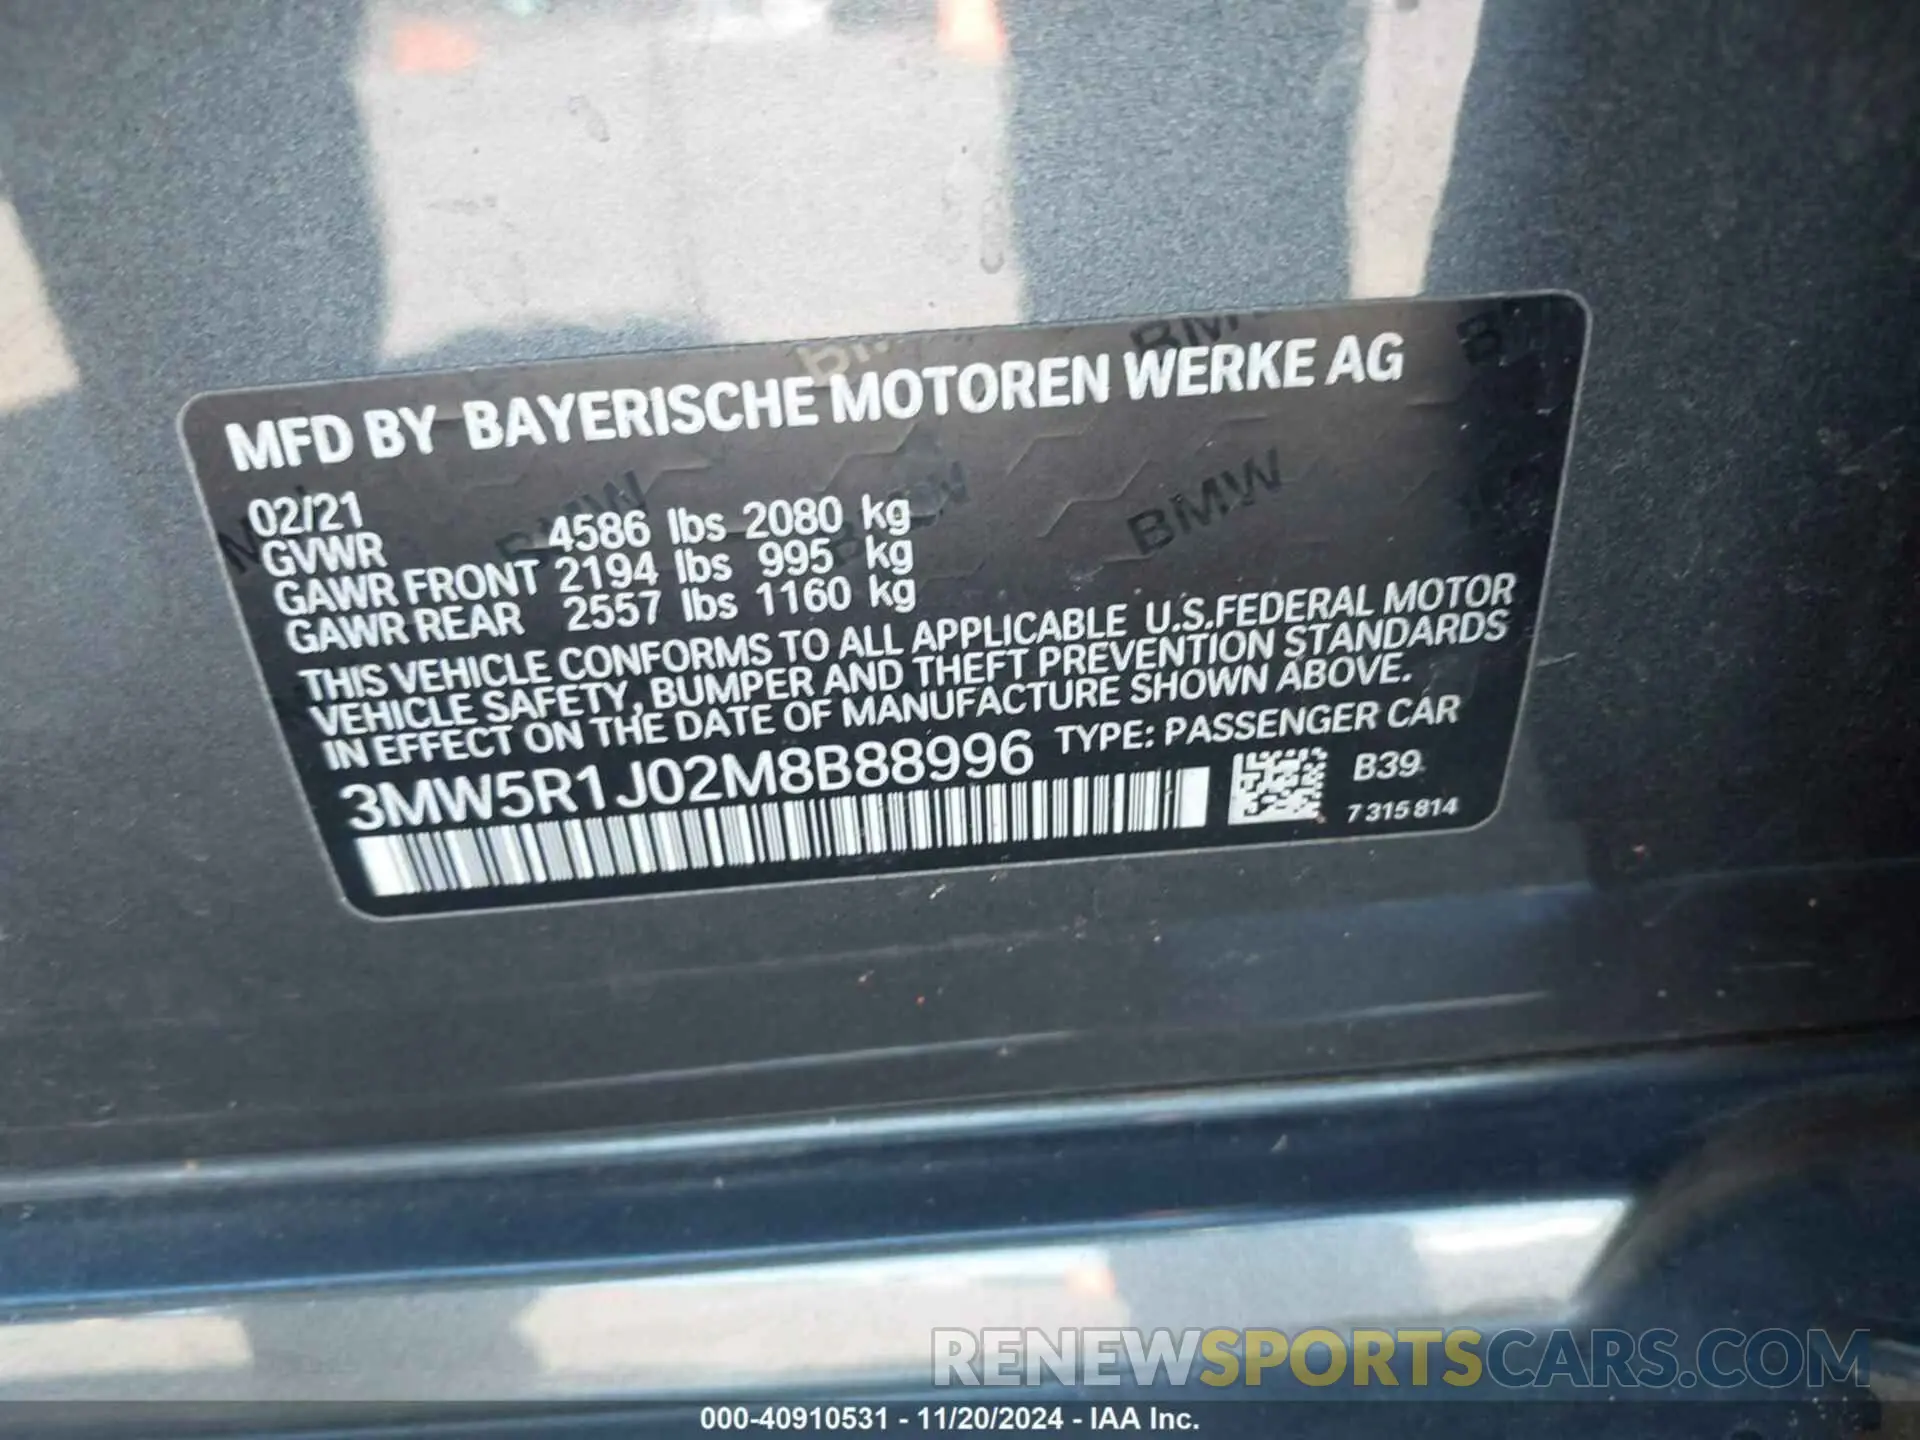 MFD BY BAYERISCHE MOTOREN WERKE AG
02/21
GVWR 4586 lbs 2080 kg
GAWR FRONT 2194 lbs 995 kg
GAWR REAR 2557 lbs 1160 kg
THIS VEHICLE CONFORMS TO ALL APPLICABLE U.S.FEDERAL MOTOR
VEHICLE SAFETY, BUMPER AND THEFT PREVENTION STANDARDS
IN EFFECT ON THE DATE OF MANUFACTURE SHOWN ABOVE.
3MW5R1J02M8B88996 TYPE: PASSENGER CAR
B39
7 315 814
BMW
BMW
BMW
RENEWSPORTSCARS.COM
000-40910531 - 11/20/2024 - IAA Inc.